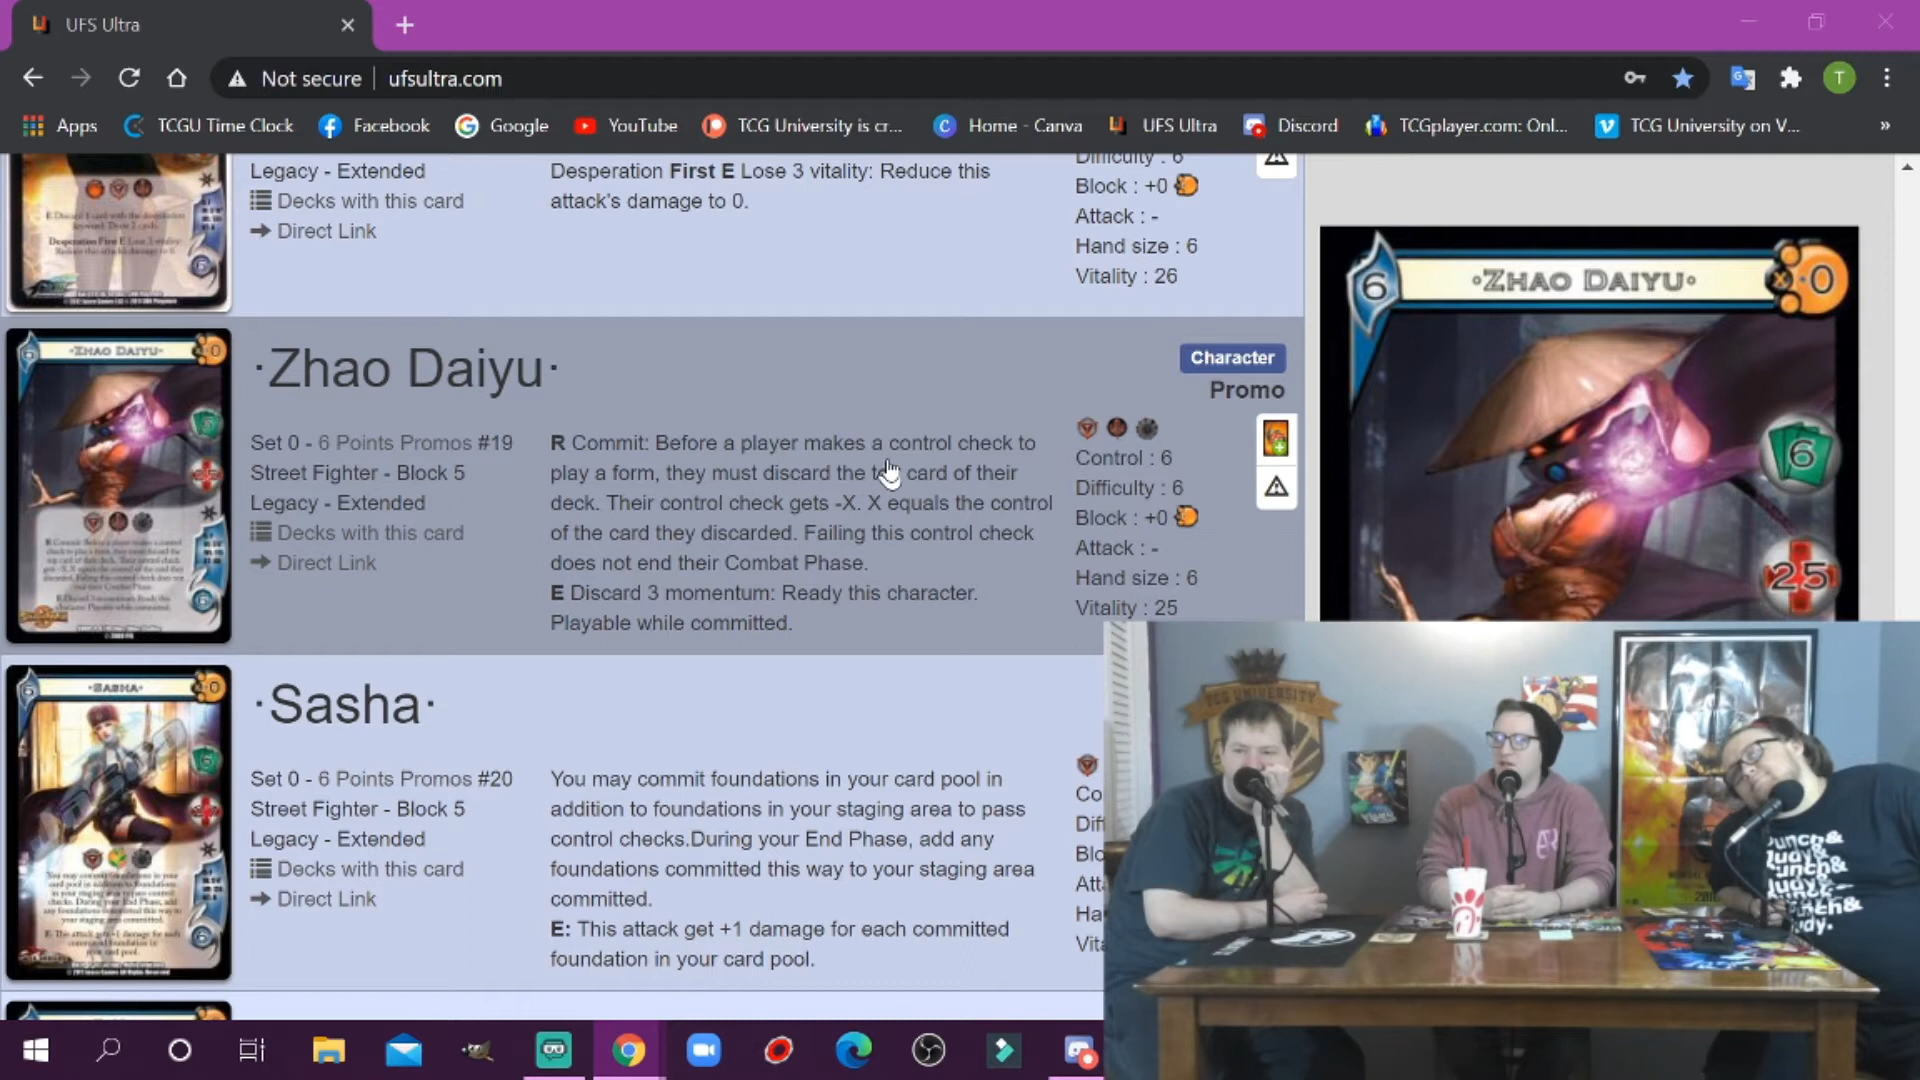 UFS Ultra
Not secure
ufsultra.com
T
Apps
TCGU Time Clock
Facebook
Google
YouTube
TCG University is cr...
Home - Canva
UFS Ultra
Discord
TCGplayer.com: Onl...
TCG University on V...
»
Legacy - Extended
Decks with this card
Direct Link
Desperation First E Lose 3 vitality: Reduce this
attack's damage to 0.
Difficulty : 6
Block : +0
Attack : -
Hand size : 6
Vitality : 26
·Zhao Daiyu·
Character
Promo
Set 0 - 6 Points Promos #19
Street Fighter - Block 5
Legacy - Extended
Decks with this card
Direct Link
R Commit: Before a player makes a control check to
play a form, they must discard the card of their
deck. Their control check gets -X. X equals the control
of the card they discarded. Failing this control check
does not end their Combat Phase.
E Discard 3 momentum: Ready this character.
Playable while committed.
Control : 6
Difficulty : 6
Block : +0
Attack : -
Hand size : 6
Vitality : 25
6
·ZHAO DAIYU·
0
6
25
·ZHAO DAIYU·
·Sasha·
Set 0 - 6 Points Promos #20
Street Fighter - Block 5
Legacy - Extended
Decks with this card
Direct Link
You may commit foundations in your card pool in
addition to foundations in your staging area to pass
control checks.During your End Phase, add any
foundations committed this way to your staging area
committed.
E: This attack get +1 damage for each committed
foundation in your card pool.
·SASHA·
TCG UNIVERSITY